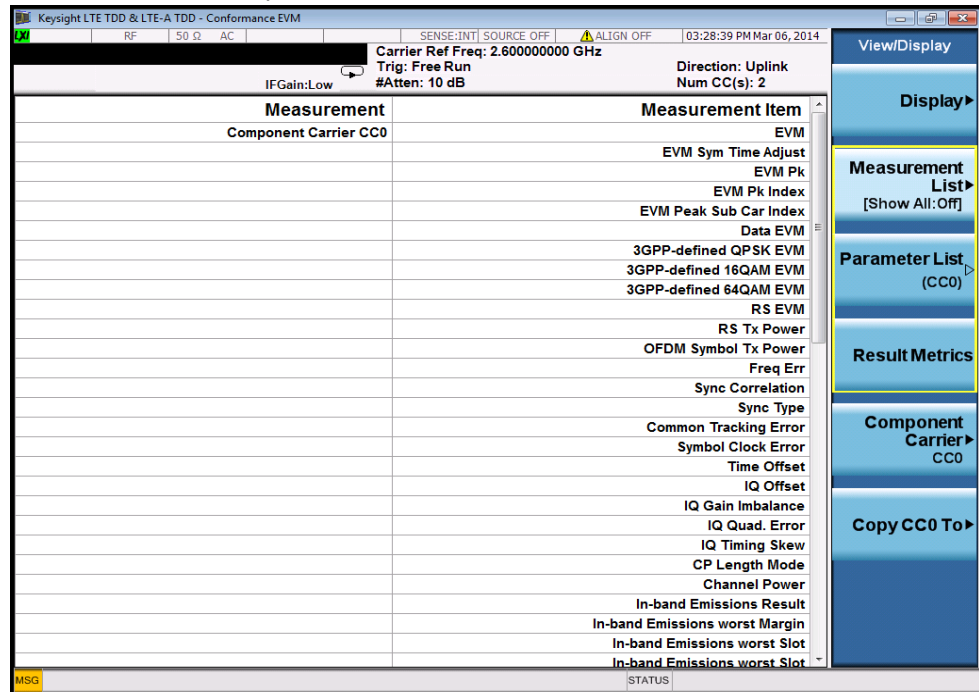 Keysight LTE TDD & LTE-A TDD - Conformance EVM
LXI RF 50 Ω AC SENSE:INT SOURCE OFF ALIGN OFF 03:28:39 PM Mar 06, 2014
Carrier Ref Freq: 2.600000000 GHz
Trig: Free Run Direction: Uplink
IFGain:Low #Atten: 10 dB Num CC(s): 2
Measurement Measurement Item
Component Carrier CC0 EVM
EVM Sym Time Adjust
EVM Pk
EVM Pk Index
EVM Peak Sub Car Index
Data EVM
3GPP-defined QPSK EVM
3GPP-defined 16QAM EVM
3GPP-defined 64QAM EVM
RS EVM
RS Tx Power
OFDM Symbol Tx Power
Freq Err
Sync Correlation
Sync Type
Common Tracking Error
Symbol Clock Error
Time Offset
IQ Offset
IQ Gain Imbalance
IQ Quad. Error
IQ Timing Skew
CP Length Mode
Channel Power
In-band Emissions Result
In-band Emissions worst Margin
In-band Emissions worst Slot
In-band Emissions worst Slot
View/Display
Display
Measurement
List
[Show All:Off]
Parameter List
(CC0)
Result Metrics
Component
Carrier
CC0
Copy CC0 To
MSG STATUS